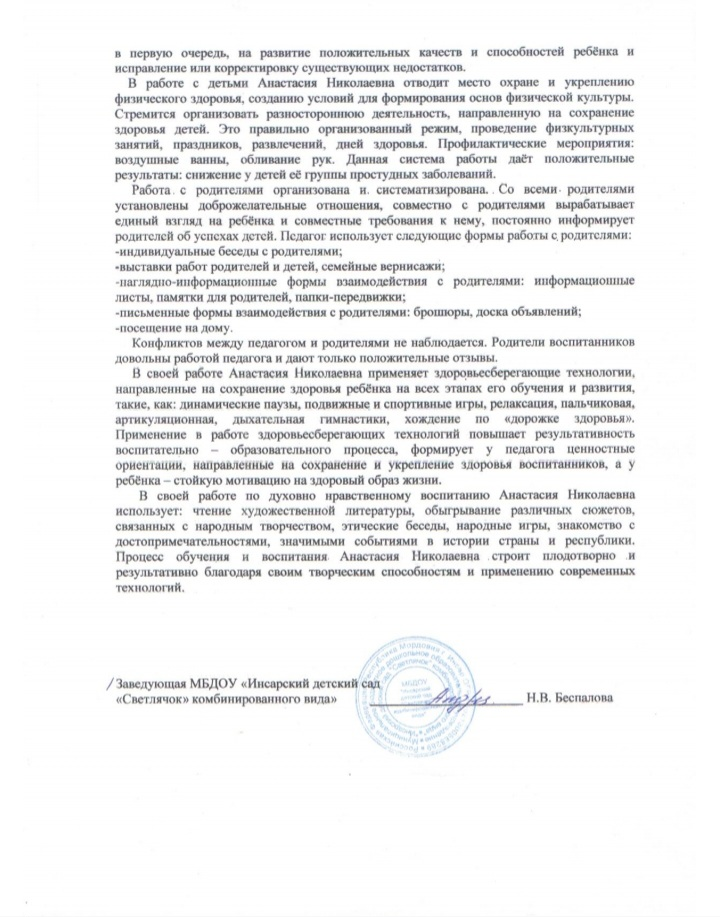 в первую очередь, на развитие положительных качеств и способностей ребёнка и
исправление или корректировку существующих недостатков.
В работе с детьми Анастасия Николаевна отводит место охране и укреплению
физического здоровья, созданию условий для формирования основ физической культуры.
Стремится организовать разностороннюю деятельность, направленную на сохранение
здоровья детей. Это правильно организованный режим, проведение физкультурных
занятий, праздников, развлечений, дней здоровья. Профилактические мероприятия:
воздушные ванны, обливание рук. Данная система работы даёт положительные
результаты: снижение у детей её группы простудных заболеваний.
Работа с родителями организована и систематизирована. Со всеми родителями
установлены доброжелательные отношения, совместно с родителями вырабатывает
единый взгляд на ребёнка и совместные требования к нему, постоянно информирует
родителей об успехах детей. Педагог использует следующие формы работы с родителями:
-индивидуальные беседы с родителями;
-выставки работ родителей и детей, семейные вернисажи;
-наглядно-информационные формы взаимодействия с родителями: информационные
листы, памятки для родителей, папки-передвижки;
-письменные формы взаимодействия с родителями: брошюры, доска объявлений;
-посещение на дому.
Конфликтов между педагогом и родителями не наблюдается. Родители воспитанников
довольны работой педагога и дают только положительные отзывы.
В своей работе Анастасия Николаевна применяет здоровьесберегающие технологии,
направленные на сохранение здоровья ребёнка на всех этапах его обучения и развития,
такие, как: динамические паузы, подвижные и спортивные игры, релаксация, пальчиковая,
артикуляционная, дыхательная гимнастики, хождение по «дорожке здоровья».
Применение в работе здоровьесберегающих технологий повышает результативность
воспитательно – образовательного процесса, формирует у педагога ценностные
ориентации, направленные на сохранение и укрепление здоровья воспитанников, а у
ребёнка – стойкую мотивацию на здоровый образ жизни.
В своей работе по духовно нравственному воспитанию Анастасия Николаевна
использует: чтение художественной литературы, обыгрывание различных сюжетов,
связанных с народным творчеством, этические беседы, народные игры, знакомство с
достопримечательностями, значимыми событиями в истории страны и республики.
Процесс обучения и воспитания Анастасия Николаевна строит плодотворно и
результативно благодаря своим творческим способностям и применению современных
технологий.
Заведующая МБДОУ «Инсарский детский сад
«Светлячок» комбинированного вида» Н.В. Беспалова